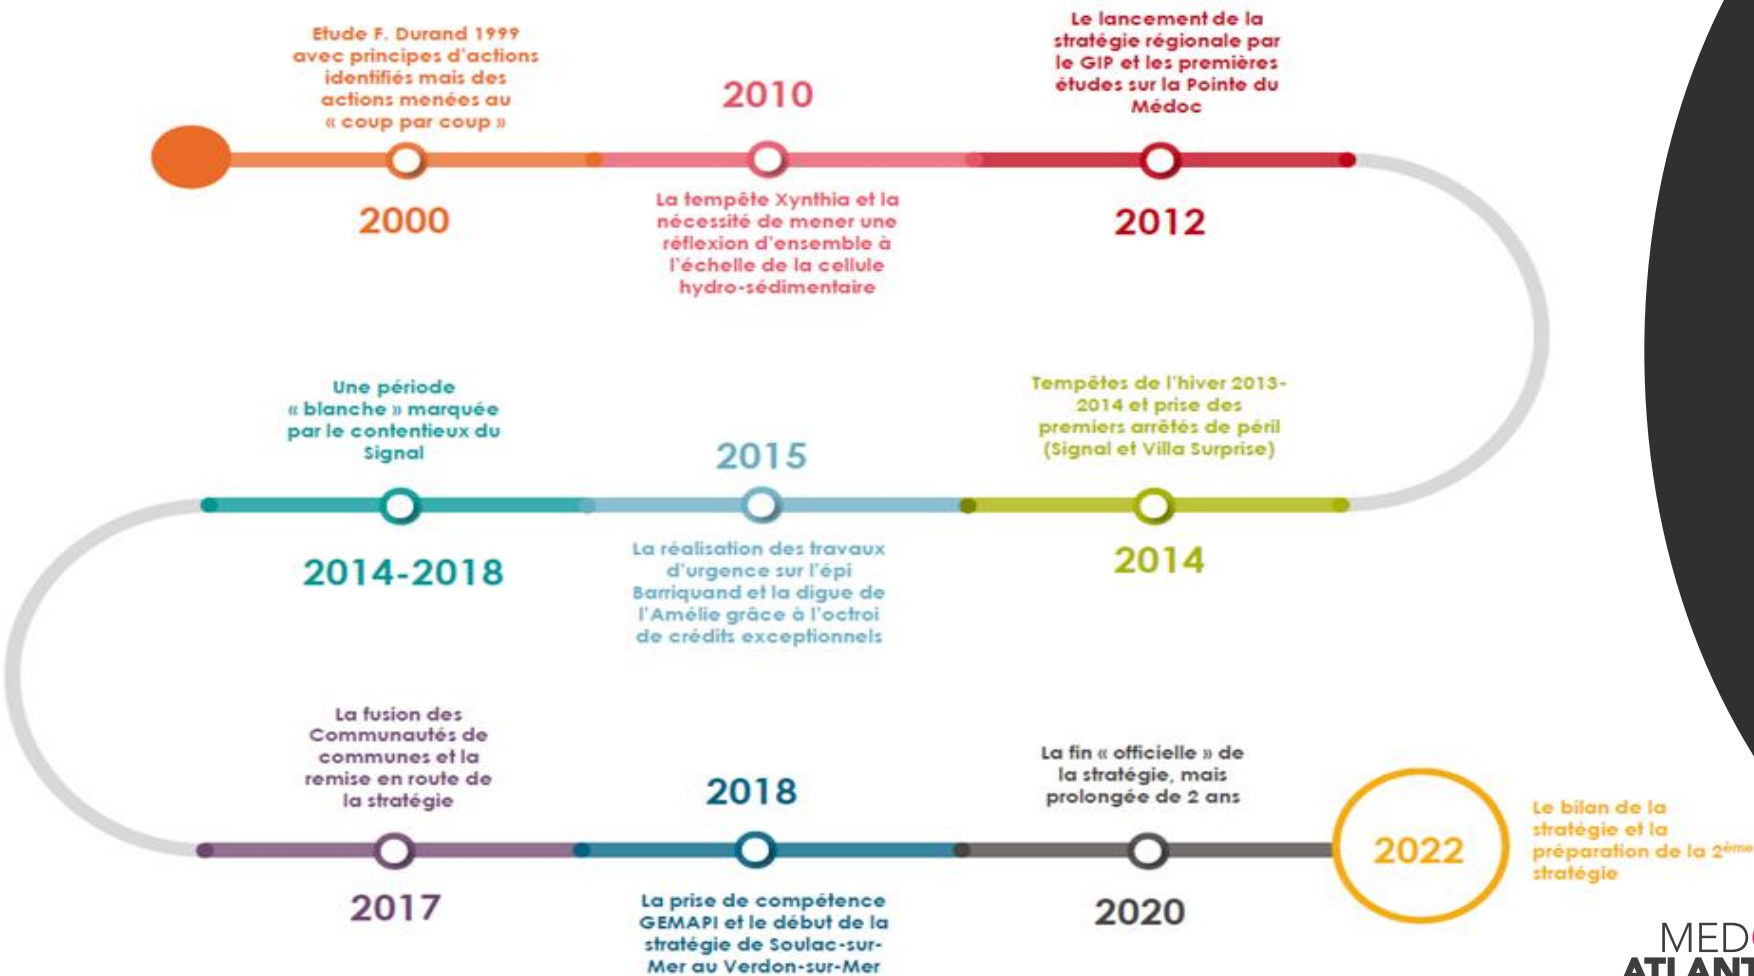 Etude F. Durand 1999
avec principes d'actions
identifiés mais des
actions menées au
« coup par coup »
2000
2010
La tempête Xynthia et la
nécessité de mener une
réflexion d'ensemble à
l'échelle de la cellule
hydro-sédimentaire
Le lancement de la
stratégie régionale par
le GIP et les premières
études sur la Pointe du
Médoc
2012
Tempêtes de l'hiver 2013-
2014 et prise des
premiers arrêtés de péril
(Signal et Villa Surprise)
2014
2015
La réalisation des travaux
d'urgence sur l'épi
Barriquand et la digue de
l'Amélie grâce à l'octroi
de crédits exceptionnels
Une période
« blanche » marquée
par le contentieux du
Signal
2014-2018
La fusion des
Communautés de
communes et la
remise en route de
la stratégie
2017
2018
La prise de compétence
GEMAPI et le début de la
stratégie de Soulac-sur-
Mer au Verdon-sur-Mer
La fin « officielle » de
la stratégie, mais
prolongée de 2 ans
2020
2022
Le bilan de la
stratégie et la
préparation de la 2ème
stratégie
MED
ATLANT